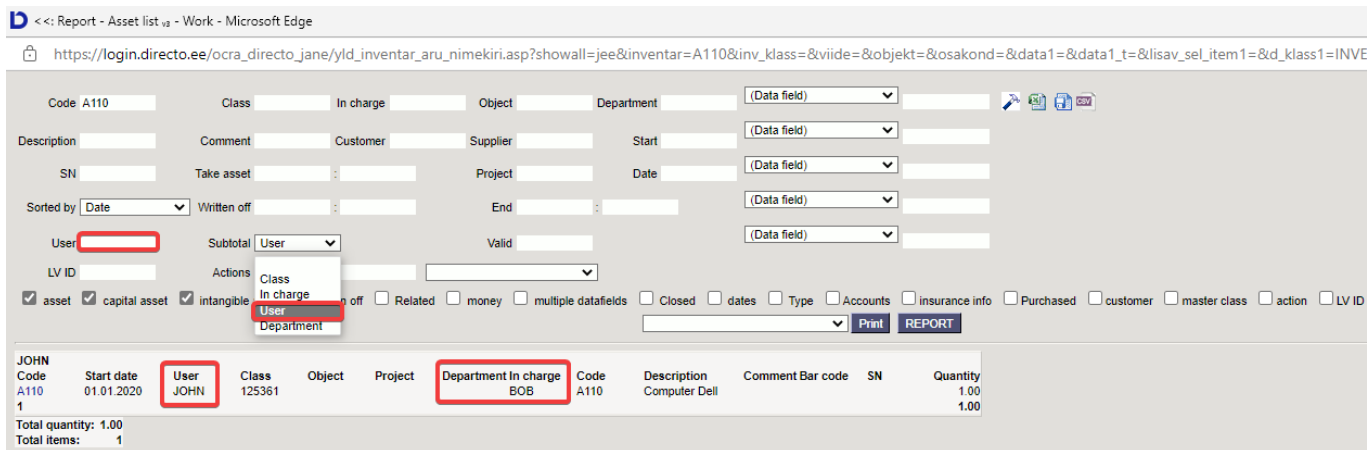 <<: Report - Asset list v3 - Work - Microsoft Edge
https://login.directo.ee/ocra_directo_jane/yld_inventar_aru_nimekiri.asp?showall=jee&inventar=A110&inv_klass=&viide=&objekt=&osakond=&data1=&data1_t=&lisav_sel_item1=&d_klass1=INVE
Code A110 Class In charge Object Department (Data field) CSV
Description Comment Customer Supplier Start (Data field)
SN Take asset : Project Date (Data field)
Sorted by Date Written off : End : (Data field)
User Subtotal User Valid (Data field)
LV ID Actions
Class
In charge
User
Department
asset capital asset intangible n off Related money multiple datafields Closed dates Type Accounts insurance info Purchased customer master class action LV ID
Print REPORT
JOHN
Code Start date User Class Object Project Department In charge Code Description Comment Bar code SN Quantity
A110 01.01.2020 JOHN 125361 BOB A110 Computer Dell 1.00
1 1.00
Total quantity: 1.00
Total items: 1